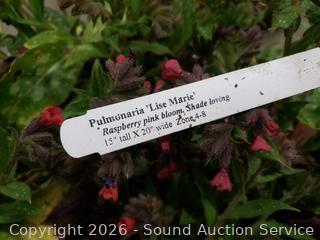 Pulmonaria 'Lise Marie'
Raspberry pink bloom. Shade loving.
15" tall X 20" wide Zone 4-8
Copyright 2026 - Sound Auction Service